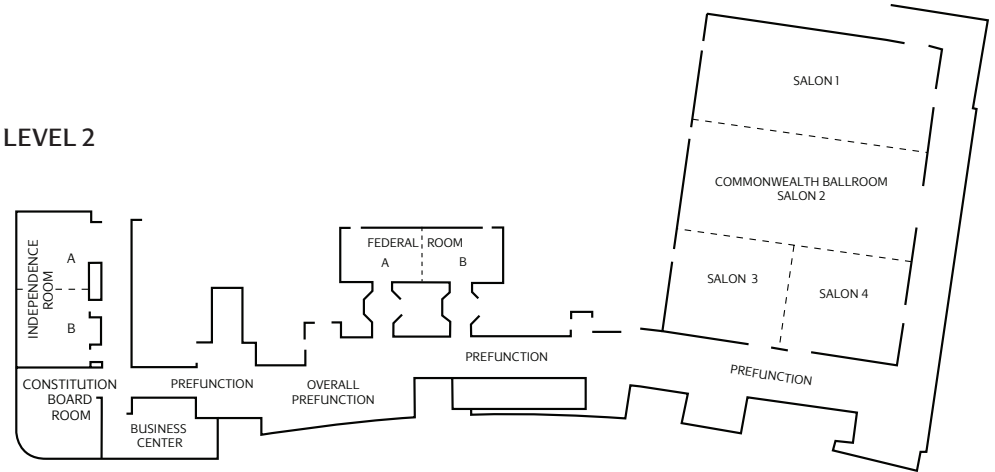 LEVEL 2
SALON 1
COMMONWEALTH BALLROOM
SALON 2
SALON 3
SALON 4
FEDERAL ROOM
A
B
INDEPENDENCE
ROOM
A
B
CONSTITUTION
BOARD
ROOM
BUSINESS
CENTER
PREFUNCTION
OVERALL
PREFUNCTION
PREFUNCTION
PREFUNCTION